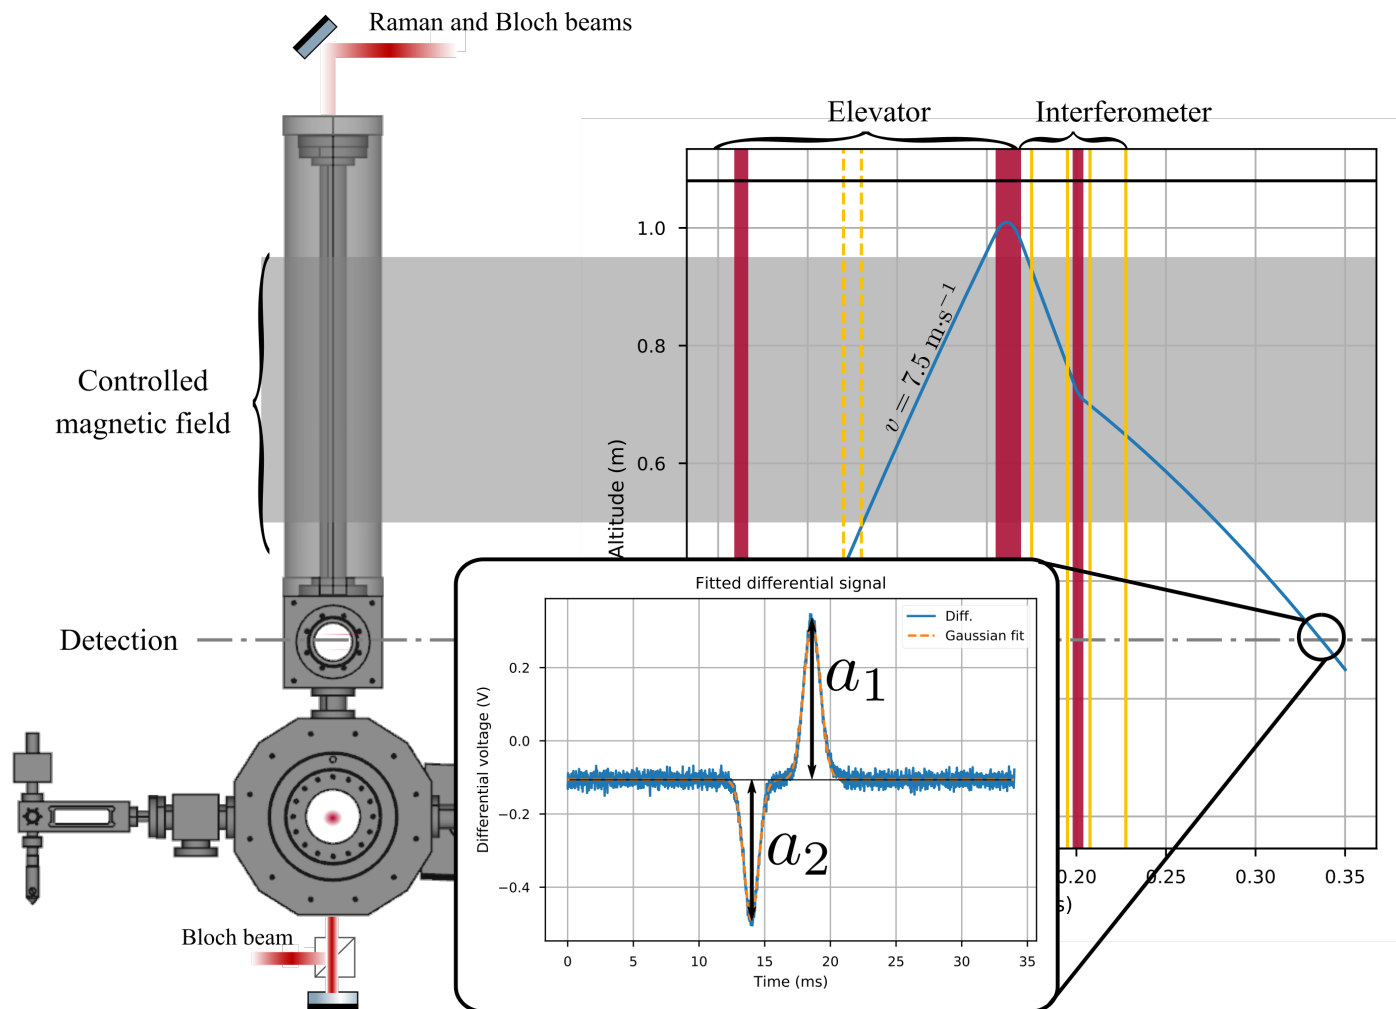 Raman and Bloch beams
Elevator
Interferometer
1.0
0.8
0.6
Altitude (m)
v = 7.5 m·s⁻¹
Controlled
magnetic field
Detection
Bloch beam
Fitted differential signal
Diff.
Gaussian fit
a₁
a₂
Differential voltage (V)
0.2
0.0
−0.2
−0.4
0
5
10
15
20
25
30
35
Time (ms)
0.20
0.25
0.30
0.35
s)